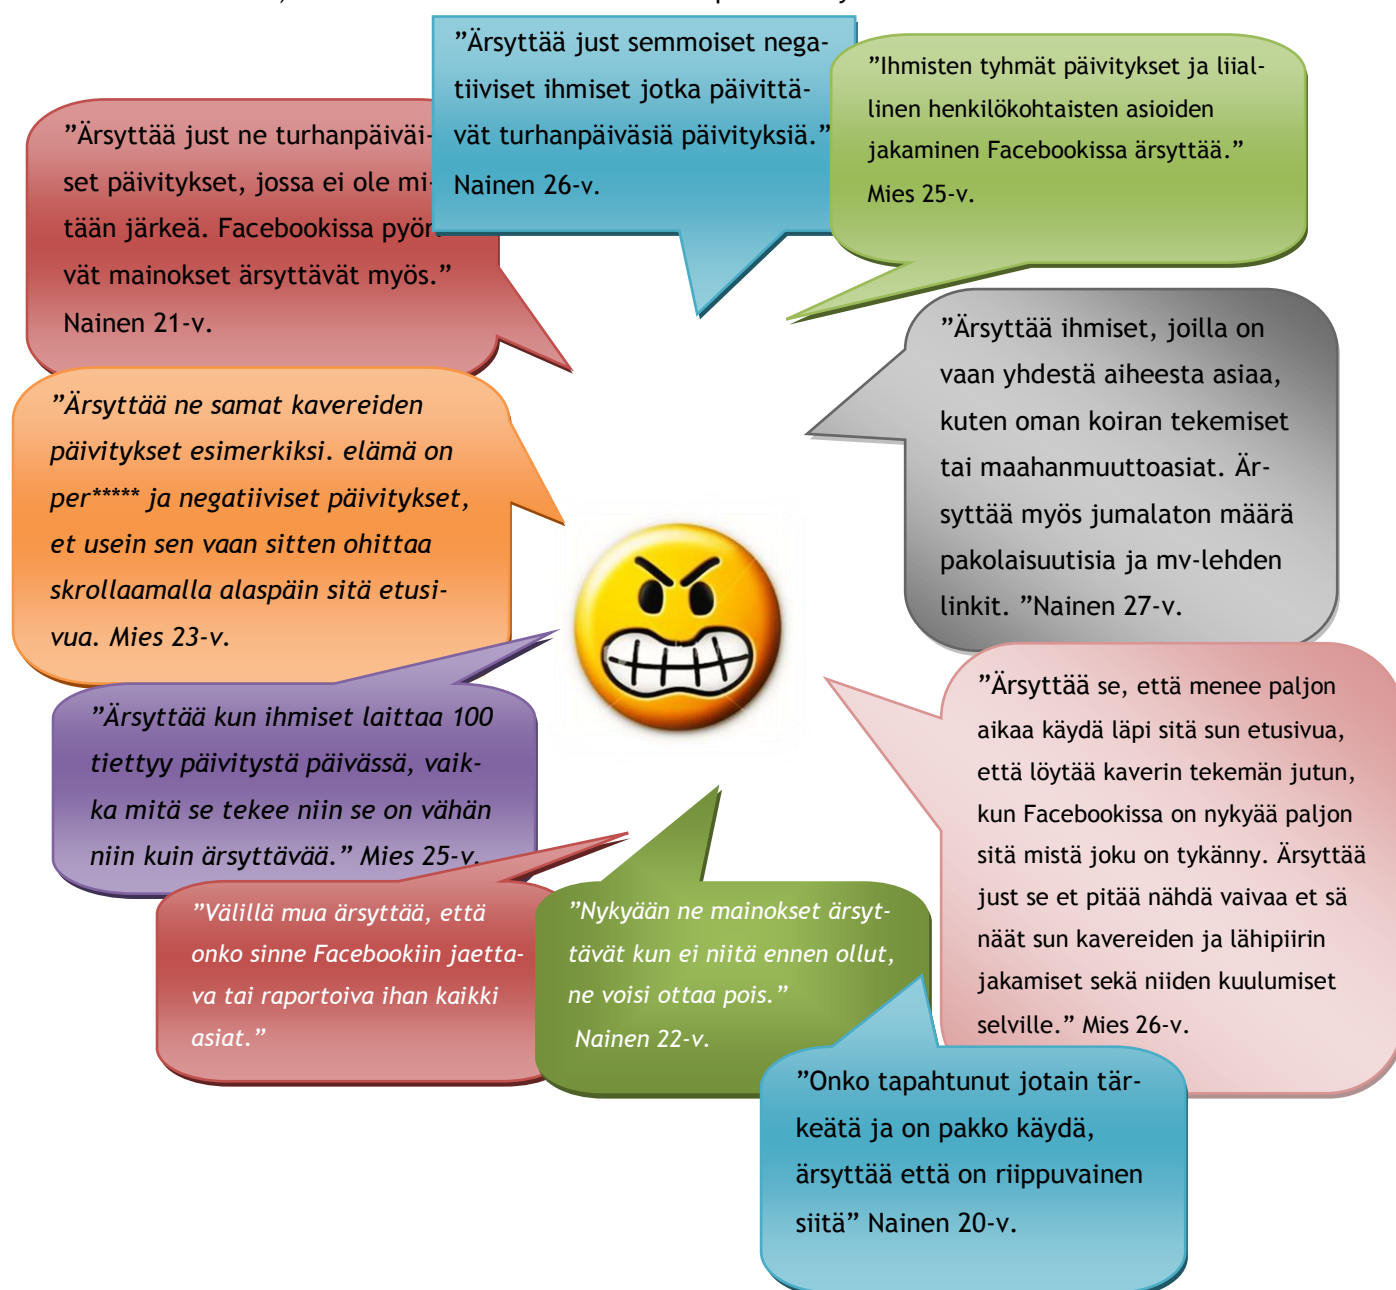 ”Ärsyttää just semmoiset nega-
tiiviset ihmiset jotka päivittä-
vät turhanpäiväsiä päivityksiä.”
Nainen 26-v.
”Ihmisten tyhmät päivitykset ja liial-
linen henkilökohtaisten asioiden
jakaminen Facebookissa ärsyttää.”
Mies 25-v.
”Ärsyttää just ne turhanpäiväi-
set päivitykset, jossa ei ole mi-
tään järkeä. Facebookissa pyöri-
vät mainokset ärsyttävät myös.”
Nainen 21-v.
”Ärsyttää ihmiset, joilla on
vaan yhdestä aiheesta asiaa,
kuten oman koiran tekemiset
tai maahanmuuttoasiat. Är-
syttää myös jumalaton määrä
pakolaisuutisia ja mv-lehden
linkit. ”Nainen 27-v.
”Ärsyttää ne samat kavereiden
päivitykset esimerkiksi. elämä on
per***** ja negatiiviset päivitykset,
et usein sen vaan sitten ohittaa
skrollaamalla alaspäin sitä etusi-
vua. Mies 23-v.
”Ärsyttää se, että menee paljon
aikaa käydä läpi sitä sun etusivua,
että löytää kaverin tekemän jutun,
kun Facebookissa on nykyää paljon
sitä mistä joku on tykänny. Ärsyttää
just se et pitää nähdä vaivaa et sä
näät sun kavereiden ja lähipiirin
jakamiset sekä niiden kuulumiset
selville.” Mies 26-v.
”Ärsyttää kun ihmiset laittaa 100
tiettyy päivitystä päivässä, vaik-
ka mitä se tekee niin se on vähän
niin kuin ärsyttävää.” Mies 25-v.
”Välillä mua ärsyttää, että
onko sinne Facebookiin jaetta-
va tai raportoiva ihan kaikki
asiat.”
”Nykyään ne mainokset ärsyt-
tävät kun ei niitä ennen ollut,
ne voisi ottaa pois.”
Nainen 22-v.
”Onko tapahtunut jotain tär-
keätä ja on pakko käydä,
ärsyttää että on riippuvainen
siitä” Nainen 20-v.